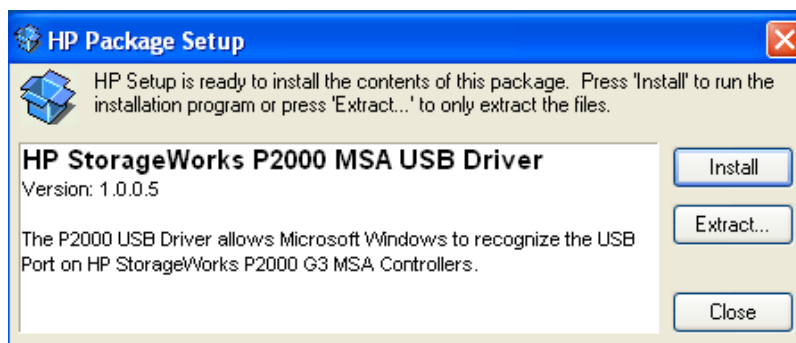 HP Package Setup
HP Setup is ready to install the contents of this package. Press 'Install' to run the
installation program or press 'Extract...' to only extract the files.
HP StorageWorks P2000 MSA USB Driver
Version: 1.0.0.5
The P2000 USB Driver allows Microsoft Windows to recognize the USB
Port on HP StorageWorks P2000 G3 MSA Controllers.
Install
Extract...
Close